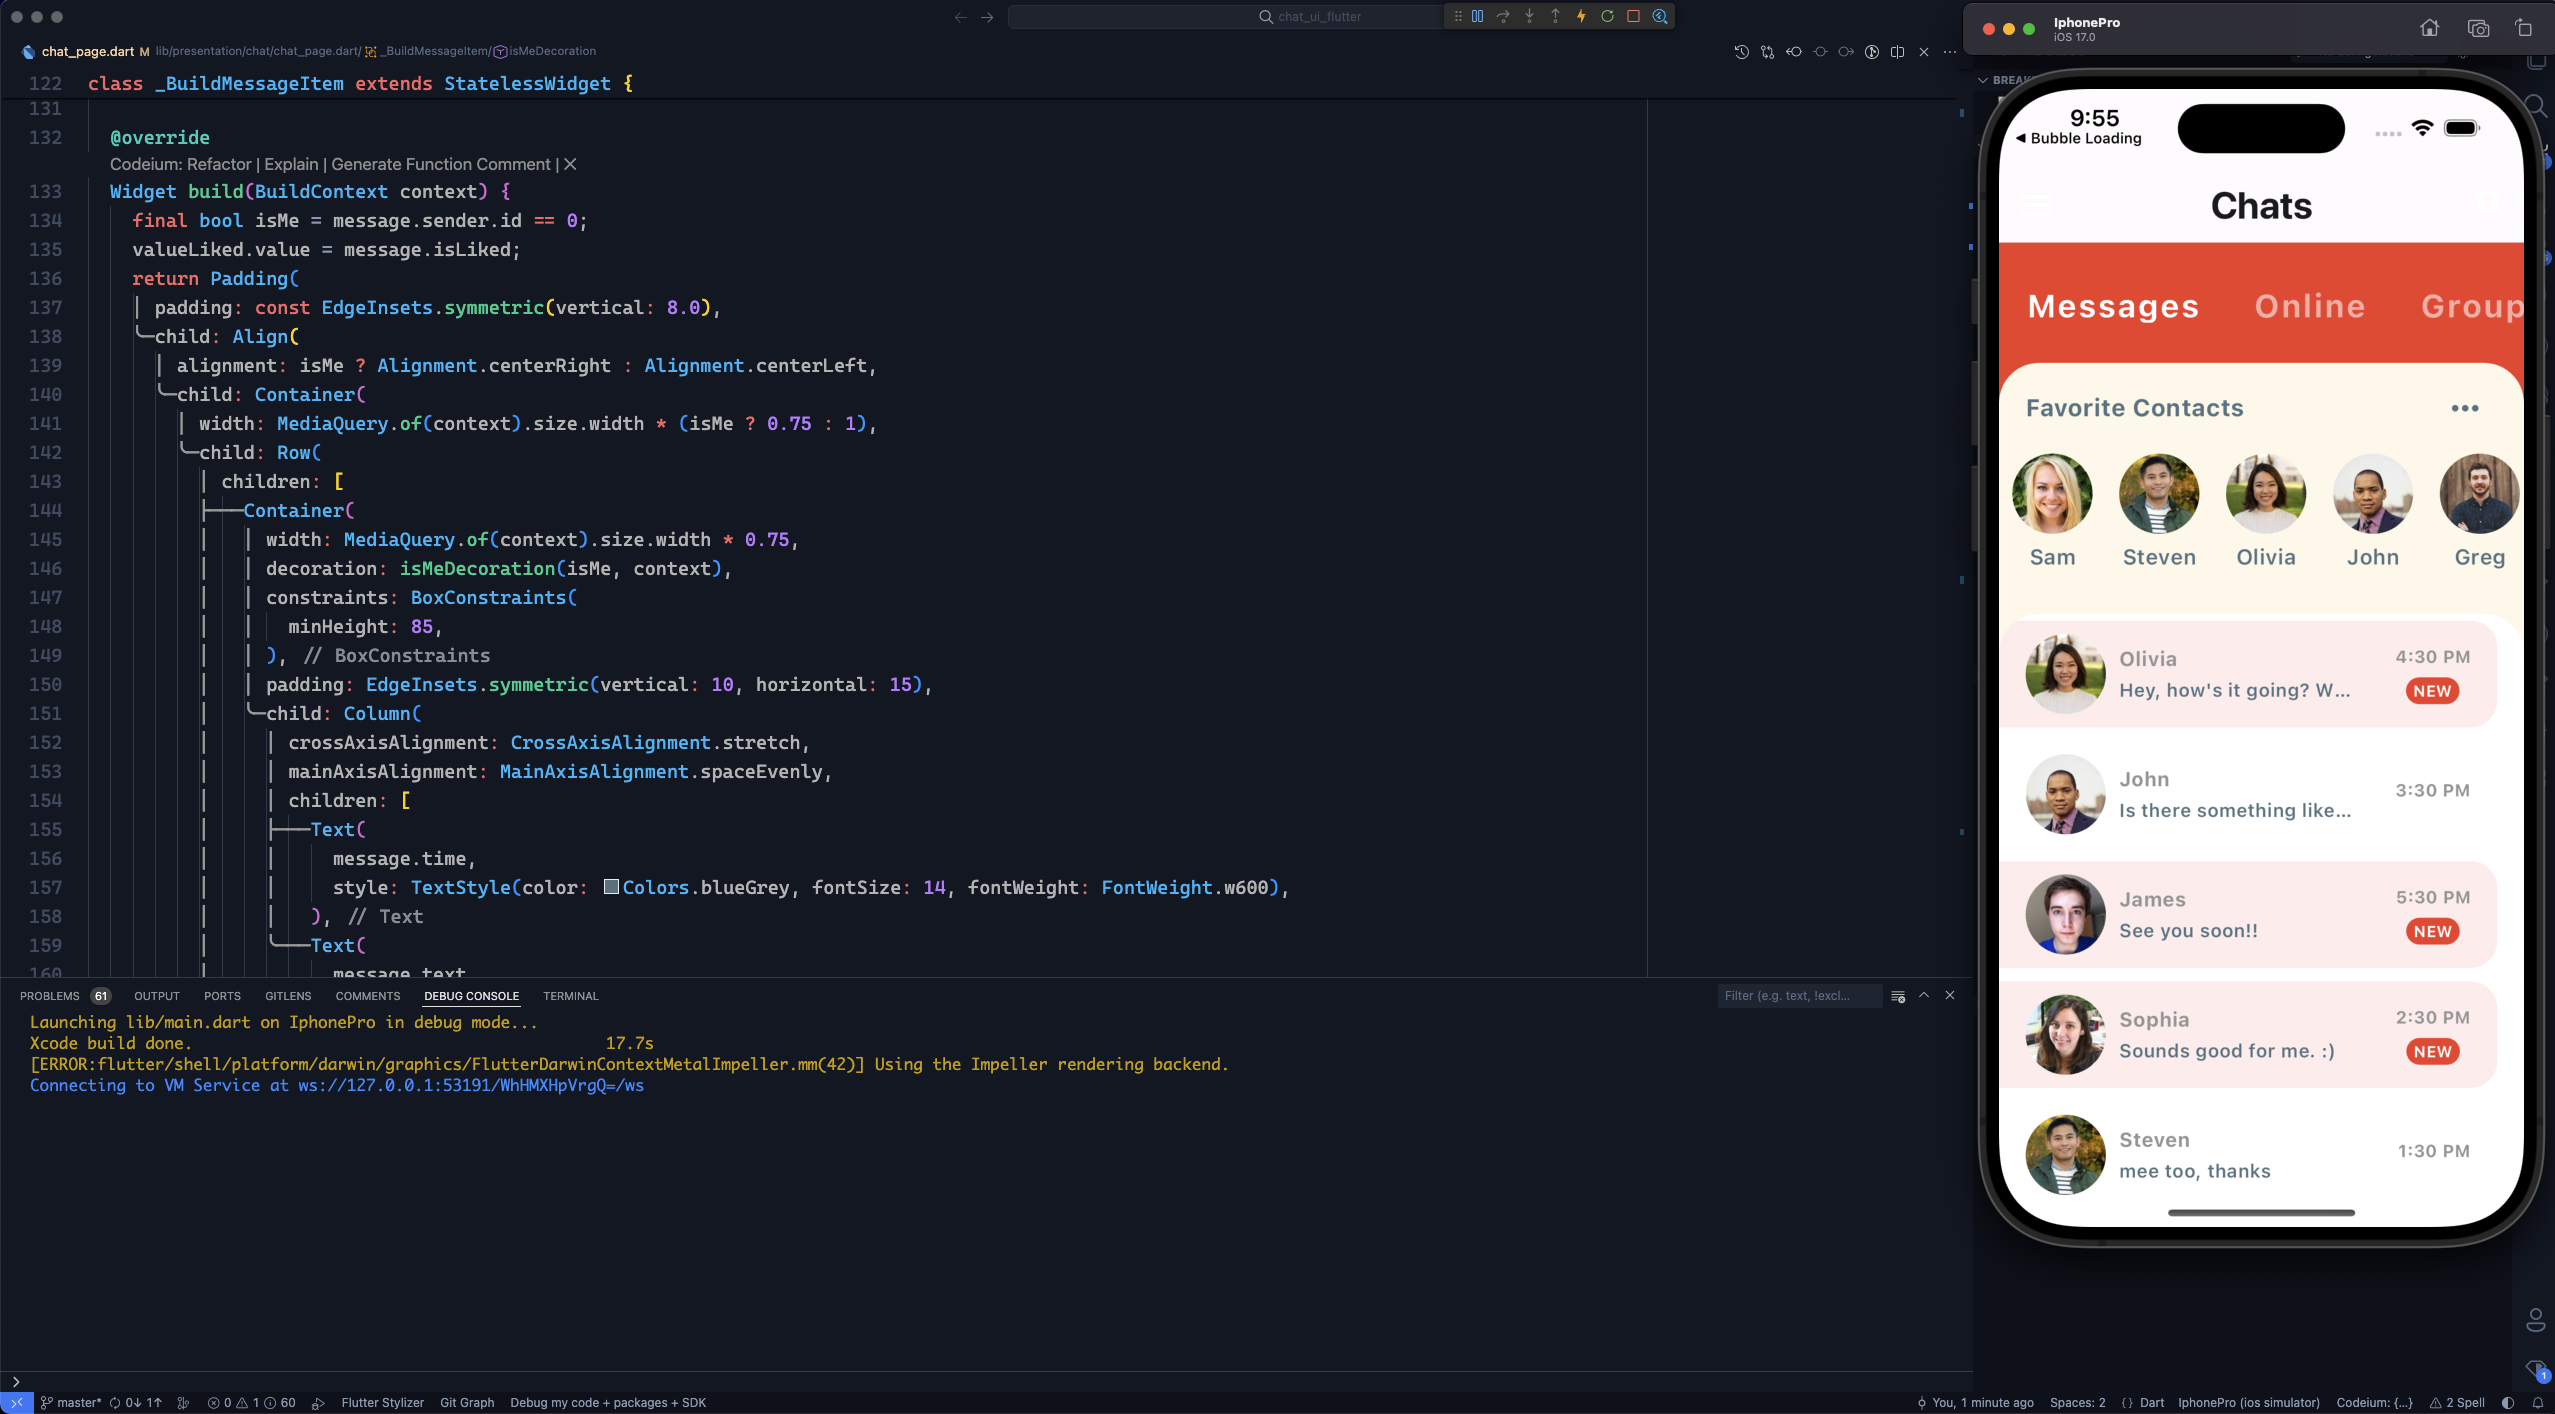 chat_ui_flutter
chat_page.dart M lib/presentation/chat/chat_page.dart/ _BuildMessageItem/ isMeDecoration
122 class _BuildMessageItem extends StatelessWidget {
131
132 @override
Codeium: Refactor | Explain | Generate Function Comment | X
133 Widget build(BuildContext context) {
134 final bool isMe = message.sender.id == 0;
135 valueLiked.value = message.isLiked;
136 return Padding(
137 padding: const EdgeInsets.symmetric(vertical: 8.0),
138 child: Align(
139 alignment: isMe ? Alignment.centerRight : Alignment.centerLeft,
140 child: Container(
141 width: MediaQuery.of(context).size.width * (isMe ? 0.75 : 1),
142 child: Row(
143 children: [
144 Container(
145 width: MediaQuery.of(context).size.width * 0.75,
146 decoration: isMeDecoration(isMe, context),
147 constraints: BoxConstraints(
148 minHeight: 85,
149 ), // BoxConstraints
150 padding: EdgeInsets.symmetric(vertical: 10, horizontal: 15),
151 child: Column(
152 crossAxisAlignment: CrossAxisAlignment.stretch,
153 mainAxisAlignment: MainAxisAlignment.spaceEvenly,
154 children: [
155 Text(
156 message.time,
157 style: TextStyle(color: Colors.blueGrey, fontSize: 14, fontWeight: FontWeight.w600),
158 ), // Text
159 Text(
160 message.text
PROBLEMS 61 OUTPUT PORTS GITLENS COMMENTS DEBUG CONSOLE TERMINAL
Filter (e.g. text, !excl...
Launching lib/main.dart on IphonePro in debug mode...
Xcode build done. 17.7s
[ERROR:flutter/shell/platform/darwin/graphics/FlutterDarwinContextMetalImpeller.mm(42)] Using the Impeller rendering backend.
Connecting to VM Service at ws://127.0.0.1:53191/WhHMXHpVrgQ=/ws
master* 0↓ 1↑ 0 1 60 Flutter Stylizer Git Graph Debug my code + packages + SDK
You, 1 minute ago Spaces: 2 {} Dart IphonePro (ios simulator) Codeium: {...} 2 Spell
IphonePro
iOS 17.0
BREAK
9:55
◀ Bubble Loading
Chats
Messages Online Group
Favorite Contacts
Sam Steven Olivia John Greg
Olivia 4:30 PM
Hey, how's it going? W... NEW
John 3:30 PM
Is there something like...
James 5:30 PM
See you soon!! NEW
Sophia 2:30 PM
Sounds good for me. :) NEW
Steven 1:30 PM
mee too, thanks
1